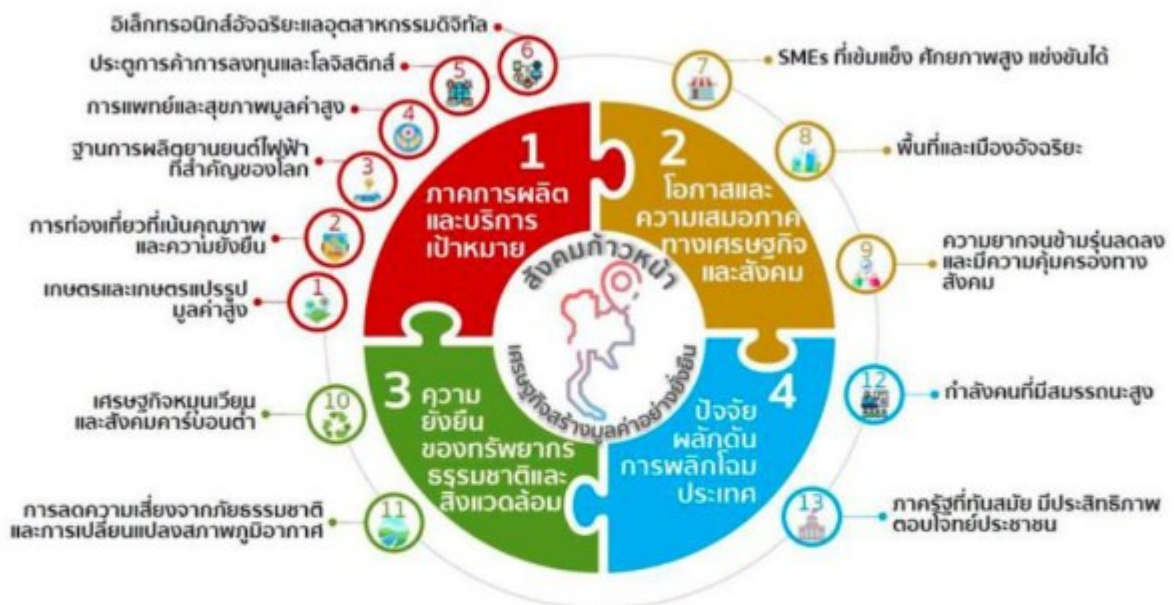 อิเล็กทรอนิกส์อัจฉริยะแลอุตสาหกรรมดิจิทัล
6
ประตูการค้าการลงทุนและโลจิสติกส์
5
การแพทย์และสุขภาพมูลค่าสูง
4
ฐานการผลิตยานยนต์ไฟฟ้า
ที่สำคัญของโลก
3
การท่องเที่ยวที่เน้นคุณภาพ
และความยั่งยืน
2
เกษตรและเกษตรแปรรูป
มูลค่าสูง
1
1
ภาคการผลิต
และบริการ
เป้าหมาย
2
โอกาสและ
ความเสมอภาค
ทางเศรษฐกิจ
และสังคม
7
SMEs ที่เข้มแข็ง ศักยภาพสูง แข่งขันได้
8
พื้นที่และเมืองอัจฉริยะ
9
ความยากจนข้ามรุ่นลดลง
และมีความคุ้มครองทาง
สังคม
สังคมก้าวหน้า
เศรษฐกิจสร้างมูลค่าอย่างยั่งยืน
3 ความ
ยั่งยืน
ของทรัพยากร
ธรรมชาติและ
สิ่งแวดล้อม
10
เศรษฐกิจหมุนเวียน
และสังคมคาร์บอนต่ำ
11
การลดความเสี่ยงจากภัยธรรมชาติ
และการเปลี่ยนแปลงสภาพภูมิอากาศ
4
ปัจจัย
ผลักดัน
การพลิกโฉม
ประเทศ
12
กำลังคนที่มีสมรรถนะสูง
13
ภาครัฐที่ทันสมัย มีประสิทธิภาพ
ตอบโจทย์ประชาชน